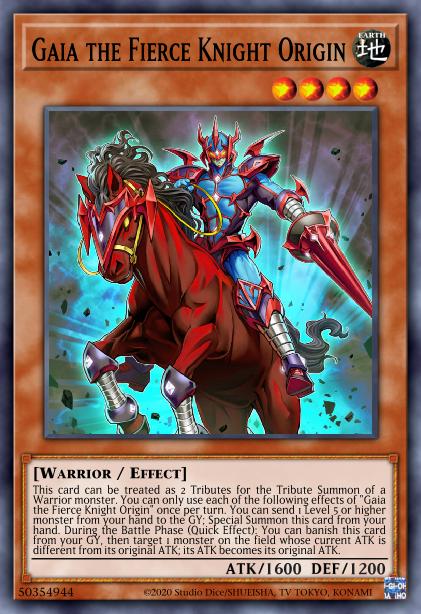 Gaia the Fierce Knight Origin
EARTH
地
[Warrior / Effect]
This card can be treated as 2 Tributes for the Tribute Summon of a
Warrior monster. You can only use each of the following effects of "Gaia
the Fierce Knight Origin" once per turn. You can send 1 Level 5 or higher
monster from your hand to the GY; Special Summon this card from your
hand. During the Battle Phase (Quick Effect): You can banish this card
from your GY, then target 1 monster on the field whose current ATK is
different from its original ATK; its ATK becomes its original ATK.
ATK/1600 DEF/1200
50354944
©2020 Studio Dice/SHUEISHA, TV TOKYO, KONAMI